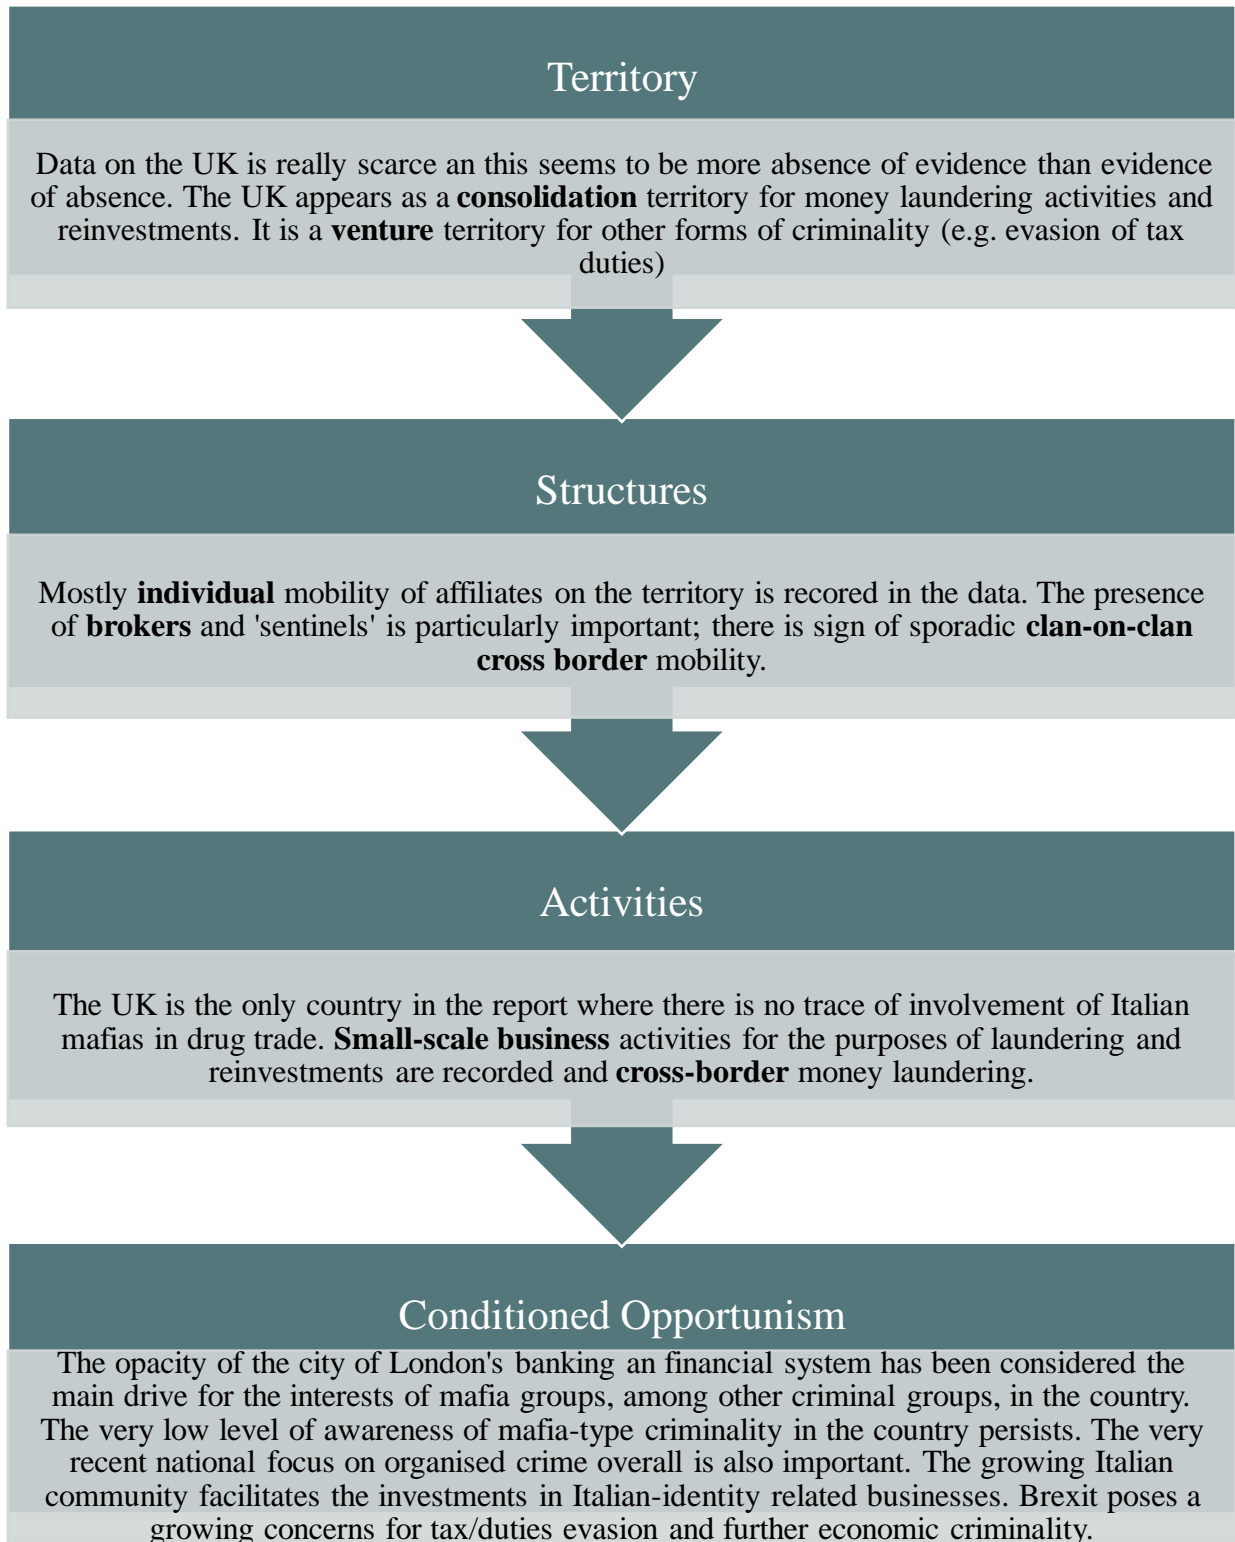 Territory
Data on the UK is really scarce an this seems to be more absence of evidence than evidence
of absence. The UK appears as a consolidation territory for money laundering activities and
reinvestments. It is a venture territory for other forms of criminality (e.g. evasion of tax
duties)
Structures
Mostly individual mobility of affiliates on the territory is recored in the data. The presence
of brokers and 'sentinels' is particularly important; there is sign of sporadic clan-on-clan
cross border mobility.
Activities
The UK is the only country in the report where there is no trace of involvement of Italian
mafias in drug trade. Small-scale business activities for the purposes of laundering and
reinvestments are recorded and cross-border money laundering.
Conditioned Opportunism
The opacity of the city of London's banking an financial system has been considered the
main drive for the interests of mafia groups, among other criminal groups, in the country.
The very low level of awareness of mafia-type criminality in the country persists. The very
recent national focus on organised crime overall is also important. The growing Italian
community facilitates the investments in Italian-identity related businesses. Brexit poses a
growing concerns for tax/duties evasion and further economic criminality.